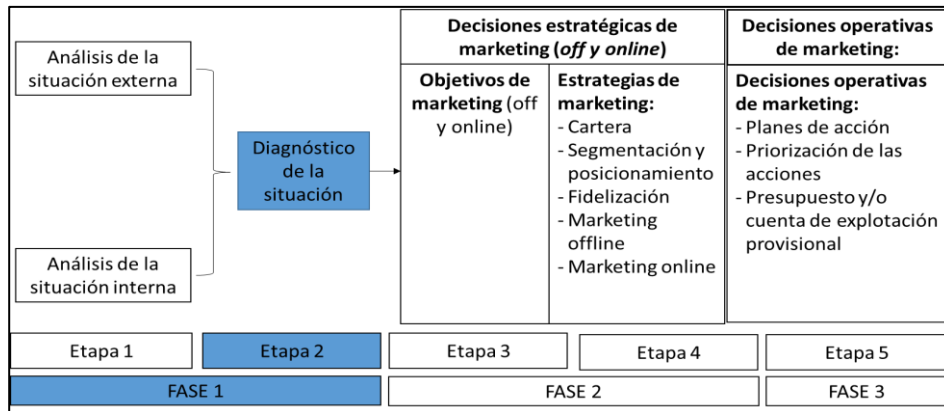 Análisis de la
situación externa
Análisis de la
situación interna
Diagnóstico
de la
situación
Decisiones estratégicas de
marketing (off y online)
Objetivos de
marketing (off
y online)
Estrategias de
marketing:
- Cartera
- Segmentación y
posicionamiento
- Fidelización
- Marketing
offline
- Marketing online
Decisiones operativas
de marketing:
Decisiones operativas
de marketing:
- Planes de acción
- Priorización de las
acciones
- Presupuesto y/o
cuenta de explotación
provisional
Etapa 1
Etapa 2
Etapa 3
Etapa 4
Etapa 5
FASE 1
FASE 2
FASE 3